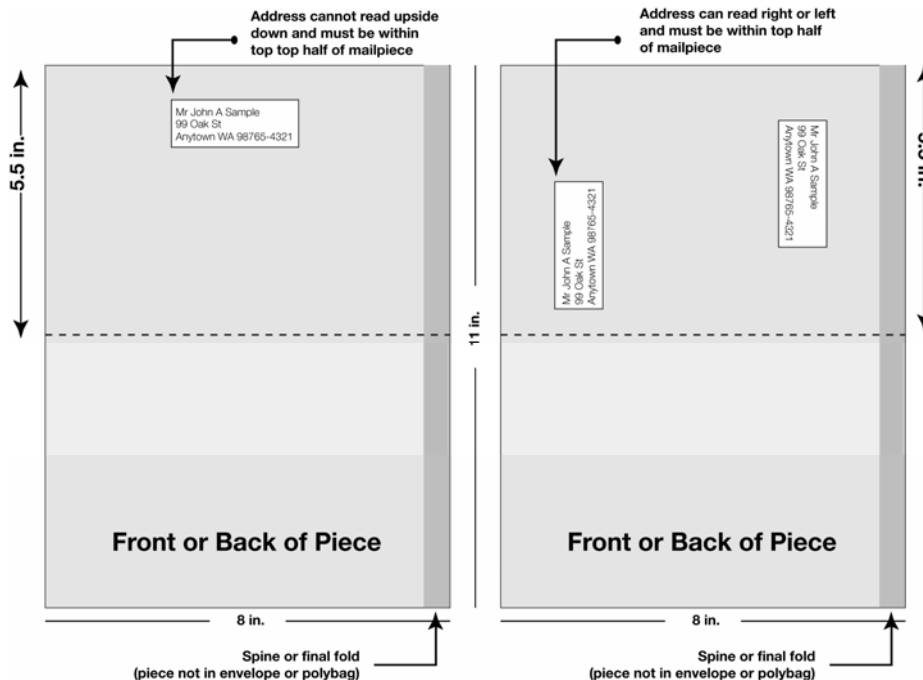 Address cannot read upside
down and must be within
top top half of mailpiece
Mr John A Sample
99 Oak St
Anytown WA 98765-4321
5.5 in.
Front or Back of Piece
8 in.
Spine or final fold
(piece not in envelope or polybag)
11 in.
Address can read right or left
and must be within top half
of mailpiece
Mr John A Sample
99 Oak St
Anytown WA 98765-4321
Mr John A Sample
99 Oak St
Anytown WA 98765-4321
Front or Back of Piece
8 in.
Spine or final fold
(piece not in envelope or polybag)